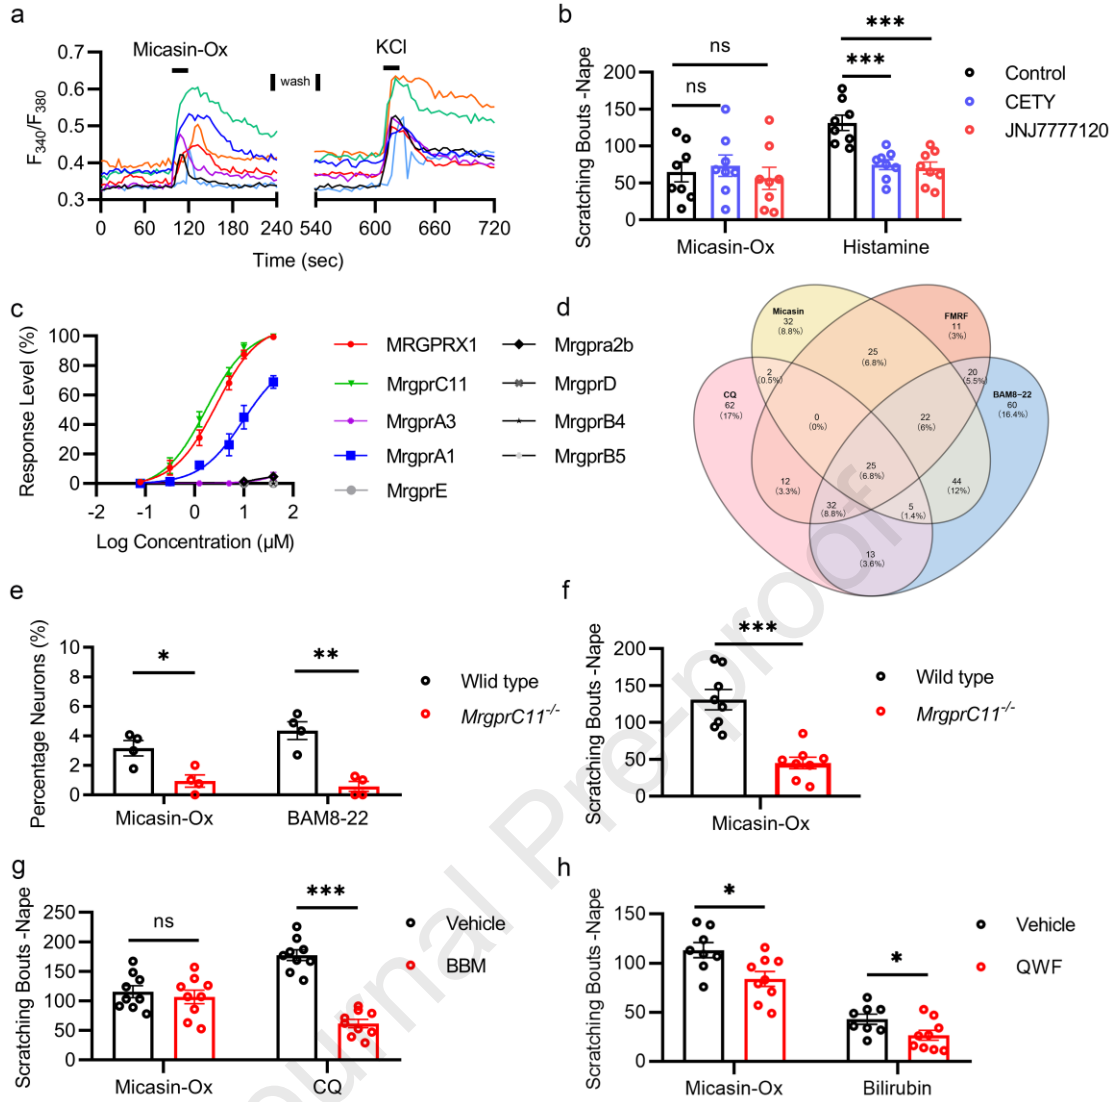 a
Micasin-Ox
KCl
wash
0.7
0.6
0.5
0.4
0.3
F340/F380
0 60 120 180 240 540 600 660 720
Time (sec)
b
ns
ns
***
***
200
150
100
50
0
Scratching Bouts -Nape
Micasin-Ox Histamine
Control
CETY
JNJ7777120
c
100
80
60
40
20
0
Response Level (%)
-2 -1 0 1 2
Log Concentration (μM)
MRGPRX1
MrgprC11
MrgprA3
MrgprA1
MrgprE
Mrgpra2b
MrgprD
MrgprB4
MrgprB5
d
Micasin
32
(8.8%)
FMRF
11
(3%)
25
(6.8%)
2
(0.5%)
20
(5.5%)
CQ
62
(17%)
BAM8-22
60
(16.4%)
0
(0%)
22
(6%)
25
(6.8%)
12
(3.3%)
44
(12%)
32
(8.8%)
5
(1.4%)
13
(3.6%)
e
*
**
10
8
6
4
2
0
Percentage Neurons (%)
Micasin-Ox BAM8-22
Wlid type
MrgprC11-/-
f
***
200
150
100
50
0
Scratching Bouts -Nape
Micasin-Ox
Wild type
MrgprC11-/-
g
ns
***
250
200
150
100
50
0
Scratching Bouts -Nape
Micasin-Ox CQ
Vehicle
BBM
h
*
*
150
100
50
0
Scratching Bouts -Nape
Micasin-Ox Bilirubin
Vehicle
QWF
Journal Pre-proof